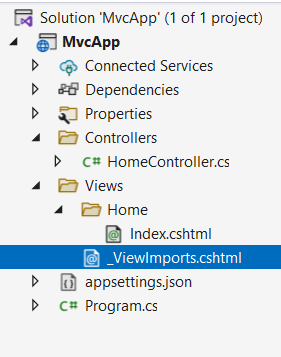 Solution 'MvcApp' (1 of 1 project)
MvcApp
Connected Services
Dependencies
Properties
Controllers
C# HomeController.cs
Views
Home
Index.cshtml
_ViewImports.cshtml
appsettings.json
C# Program.cs